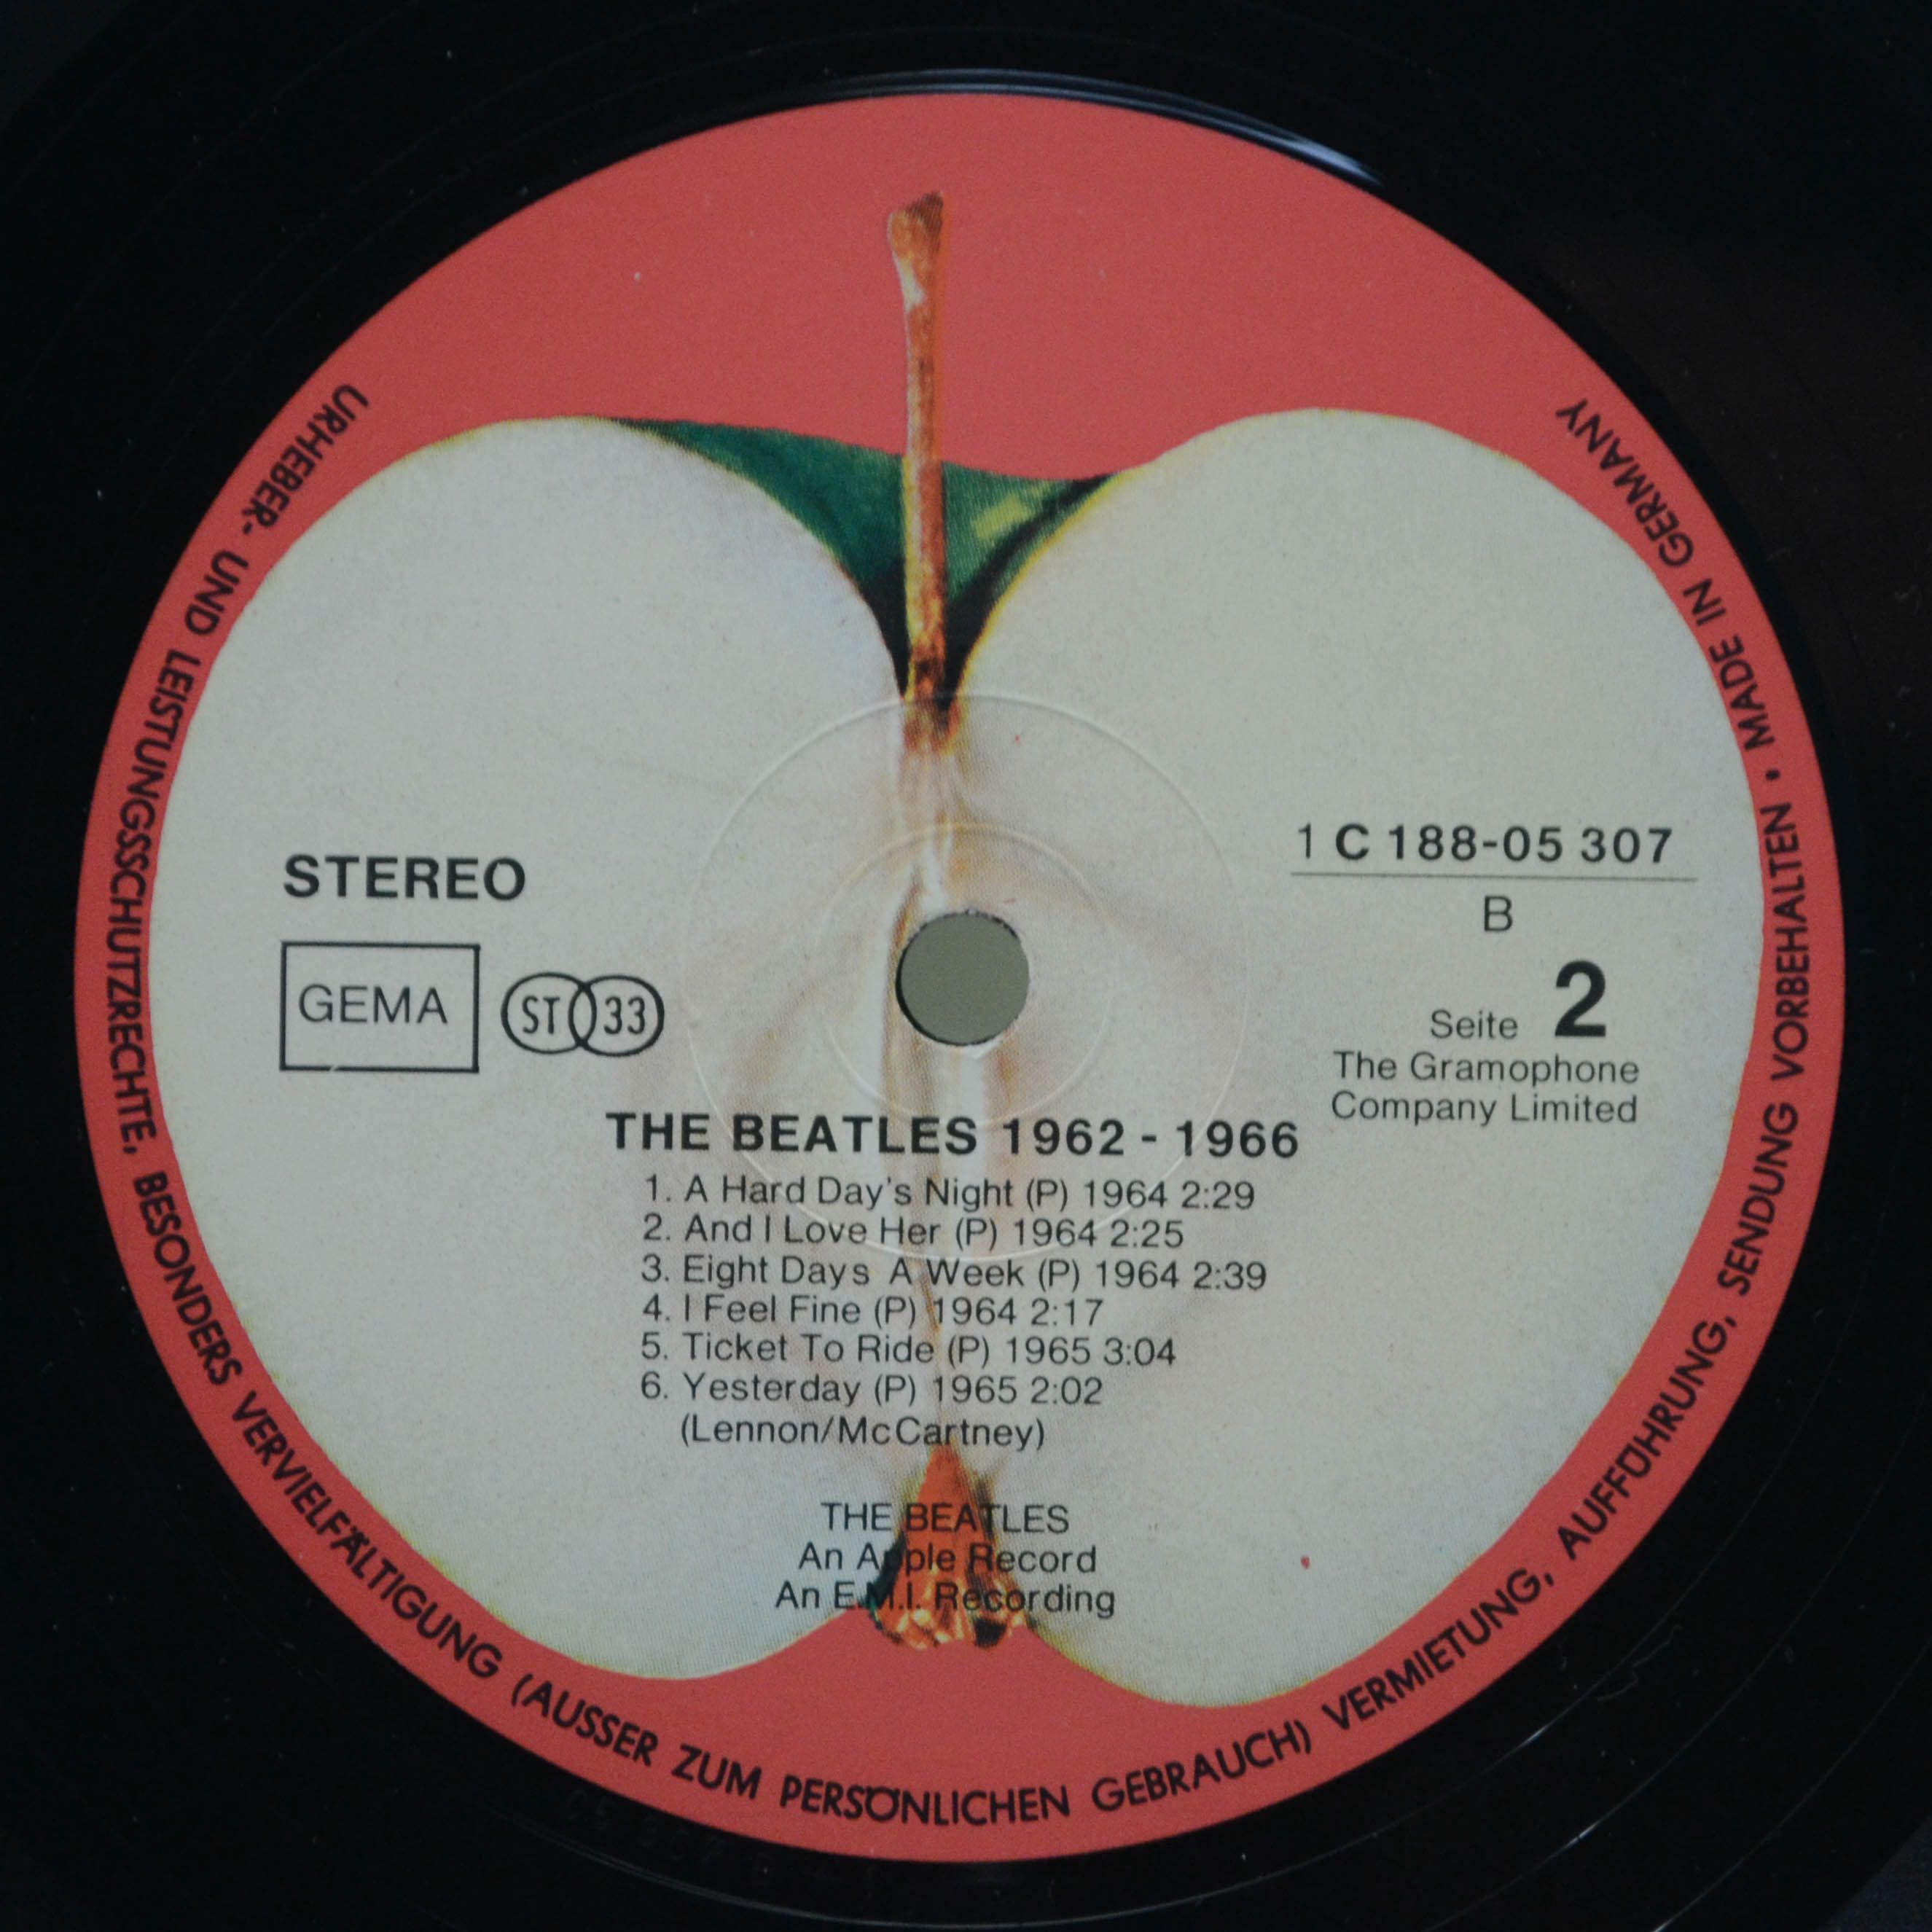 STEREO
GEMA
ST 33
1 C 188-05 307
B
Seite 2
The Gramophone
Company Limited
THE BEATLES 1962 - 1966
1. A Hard Day's Night (P) 1964 2:29
2. And I Love Her (P) 1964 2:25
3. Eight Days A Week (P) 1964 2:39
4. I Feel Fine (P) 1964 2:17
5. Ticket To Ride (P) 1965 3:04
6. Yesterday (P) 1965 2:02
(Lennon/McCartney)
THE BEATLES
An Apple Record
An E.M.I. Recording
URHEBER- UND LEISTUNGSSCHUTZRECHTE, BESONDERS VERVIELFÄLTIGUNG (AUSSER ZUM PERSÖNLICHEN GEBRAUCH) VERMIETUNG, AUFFÜHRUNG, SENDUNG VORBEHALTEN • MADE IN GERMANY